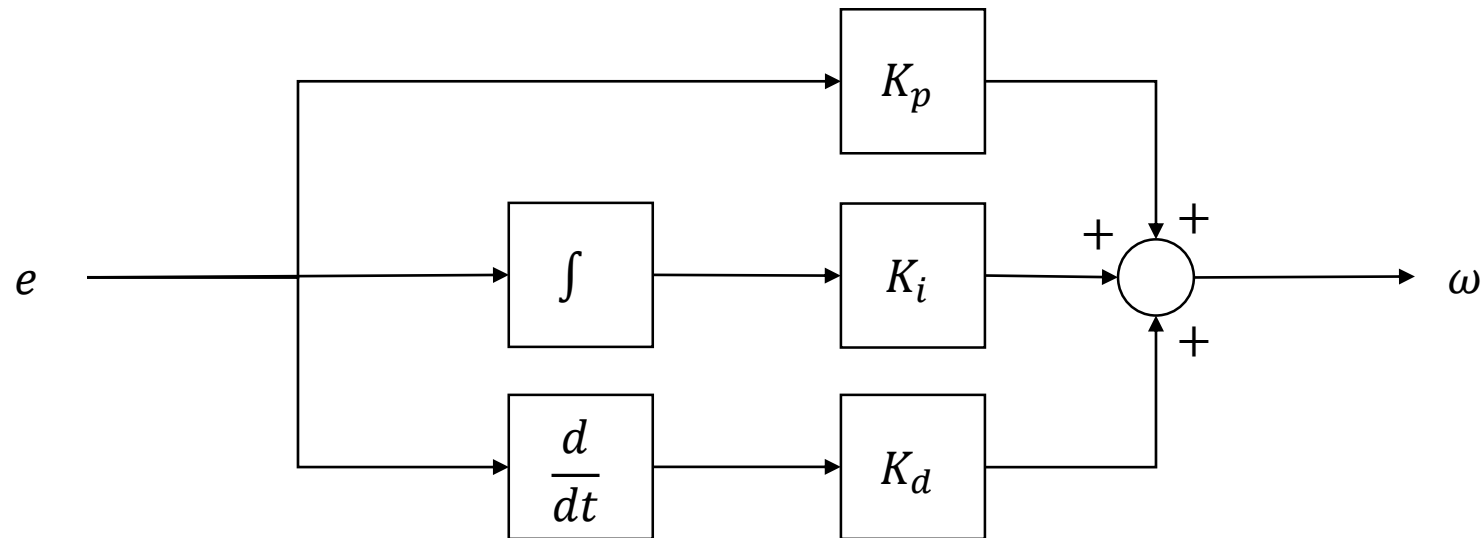 K_p
+ +
e ∫ K_i ω
+
d/dt K_d